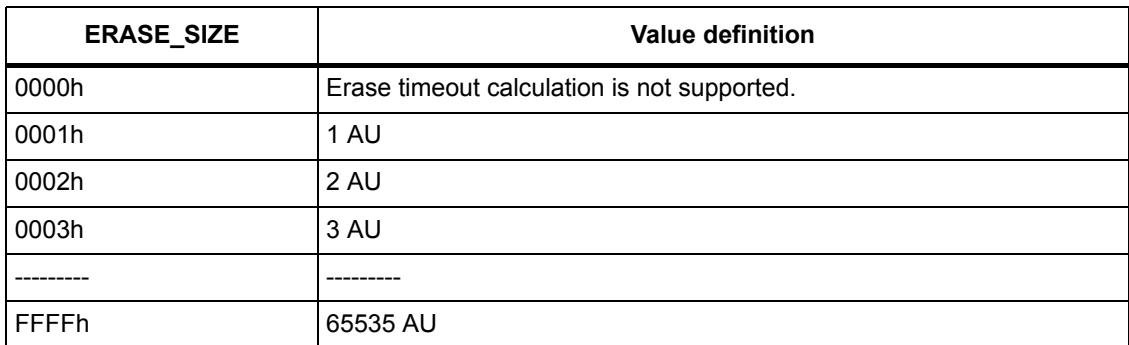 ERASE_SIZE Value definition
0000h Erase timeout calculation is not supported.
0001h 1 AU
0002h 2 AU
0003h 3 AU
--------- ---------
FFFFh 65535 AU